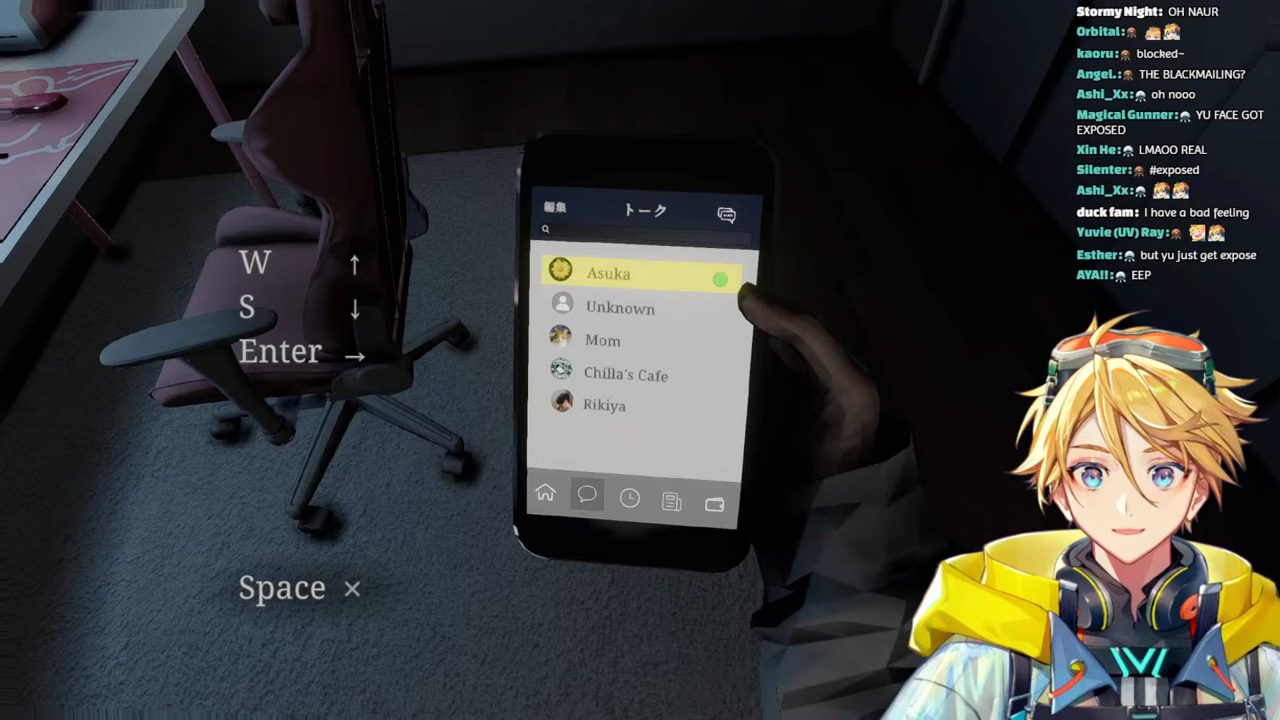 Stormy Night: OH NAUR
Orbital:
kaoru: blocked~
Angel.: THE BLACKMAILING?
Ashi_Xx: oh nooo
Magical Gunner: YU FACE GOT
EXPOSED
Xin He: LMAOO REAL
Silenter: #exposed
Ashi_Xx:
duck fam: I have a bad feeling
Yuvie (UV) Ray:
Esther: but yu just get expose
AYA!!: EEP
W ↑
S ↓
Enter →
Space ×
編集
トーク
Asuka
Unknown
Mom
Chilla's Cafe
Rikiya